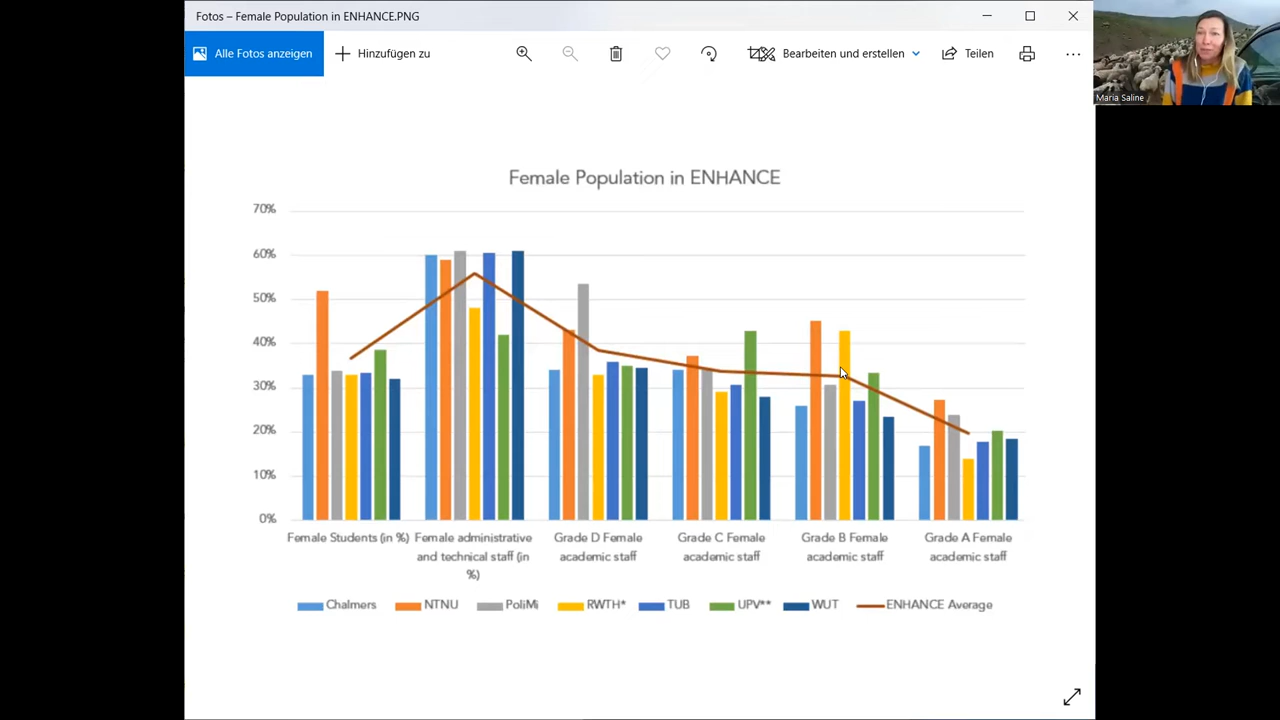 Fotos – Female Population in ENHANCE.PNG
Alle Fotos anzeigen
Hinzufügen zu
Bearbeiten und erstellen
Teilen
Maria Saline
Female Population in ENHANCE
70%
60%
50%
40%
30%
20%
10%
0%
Female Students (in %)
Female administrative
and technical staff (in
%)
Grade D Female
academic staff
Grade C Female
academic staff
Grade B Female
academic staff
Grade A Female
academic staff
Chalmers
NTNU
PoliMi
RWTH*
TUB
UPV**
WUT
ENHANCE Average